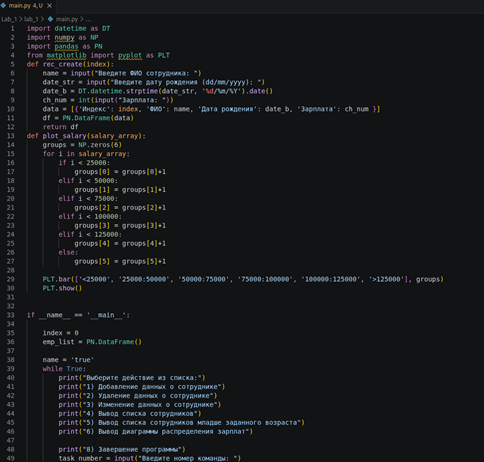 main.py 4, U
Lab_1 > lab_1 > main.py > ...
1 import datetime as DT
2 import numpy as NP
3 import pandas as PN
4 from matplotlib import pyplot as PLT
5 def rec_create(index):
6 name = input("Введите ФИО сотрудника: ")
7 date_str = input("Введите дату рождения (dd/mm/yyyy): ")
8 date_b = DT.datetime.strptime(date_str, '%d/%m/%Y').date()
9 ch_num = int(input("Зарплата: "))
10 data = [{'Индекс': index, 'ФИО': name, 'Дата рождения': date_b, 'Зарплата': ch_num }]
11 df = PN.DataFrame(data)
12 return df
13 def plot_salary(salary_array):
14 groups = NP.zeros(6)
15 for i in salary_array:
16 if i < 25000:
17 groups[0] = groups[0]+1
18 elif i < 50000:
19 groups[1] = groups[1]+1
20 elif i < 75000:
21 groups[2] = groups[2]+1
22 elif i < 100000:
23 groups[3] = groups[3]+1
24 elif i < 125000:
25 groups[4] = groups[4]+1
26 else:
27 groups[5] = groups[5]+1
28
29 PLT.bar(['<25000', '25000:50000', '50000:75000', '75000:100000', '100000:125000', '>125000'], groups)
30 PLT.show()
31
32
33 if __name__ == '__main__':
34
35 index = 0
36 emp_list = PN.DataFrame()
37
38 name = 'true'
39 while True:
40 print("Выберите действие из списка:")
41 print("1) Добавление данных о сотруднике")
42 print("2) Удаление данных о сотруднике")
43 print("3) Изменение данных о сотруднике")
44 print("4) Вывод списка сотрудников")
45 print("5) Вывод списка сотрудников младше заданного возраста")
46 print("6) Вывод диаграммы распределения зарплат")
47
48 print("8) Завершение программы")
49 task_number = input("Введите номер команды: ")